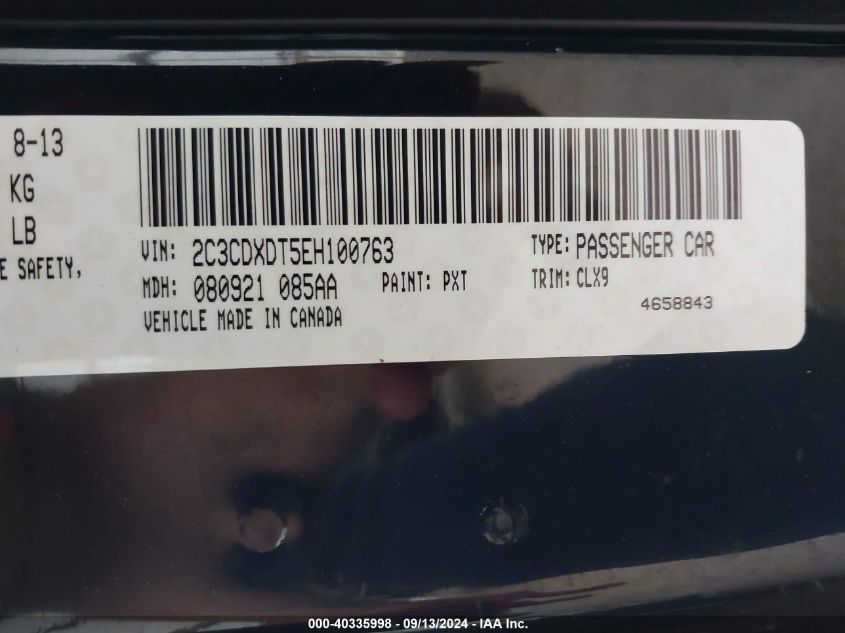 8-13
KG
LB
E SAFETY,
VIN: 2C3CDXDT5EH100763 TYPE: PASSENGER CAR
MDH: 080921 085AA PAINT: PXT TRIM: CLX9
VEHICLE MADE IN CANADA 4658843
000-40335998 - 09/13/2024 - IAA Inc.